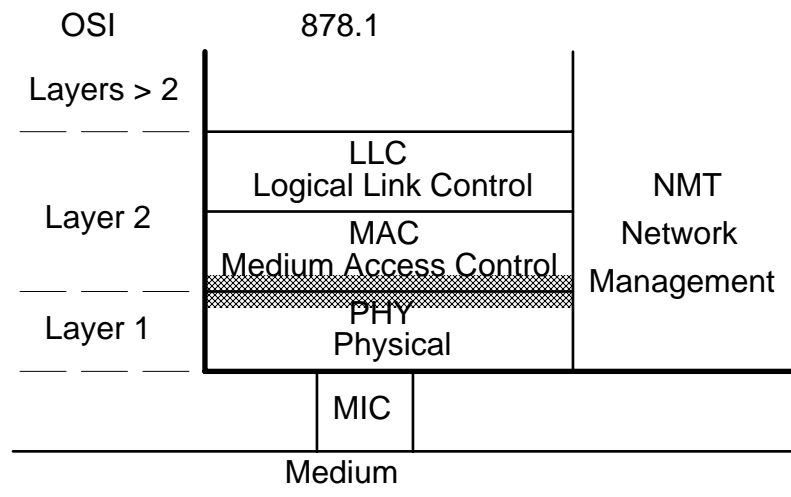 OSI 878.1
Layers > 2
LLC
Logical Link Control
NMT
Layer 2
MAC
Network
Medium Access Control
Management
PHY
Layer 1
Physical
MIC
Medium